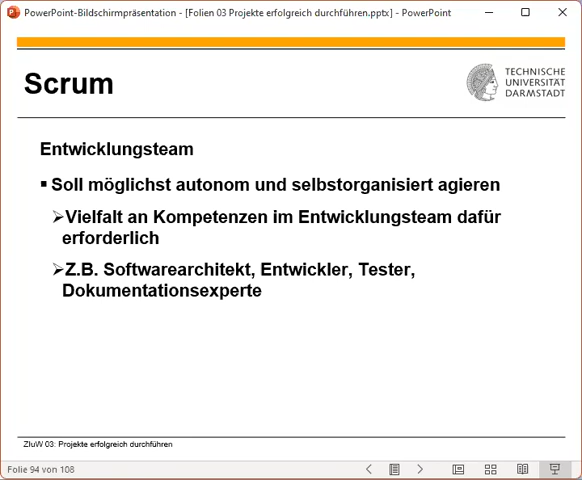 PowerPoint-Bildschirmpräsentation - [Folien 03 Projekte erfolgreich durchführen.pptx] - PowerPoint
Scrum
TECHNISCHE
UNIVERSITÄT
DARMSTADT
Entwicklungsteam
▪ Soll möglichst autonom und selbstorganisiert agieren
➢Vielfalt an Kompetenzen im Entwicklungsteam dafür
erforderlich
➢Z.B. Softwarearchitekt, Entwickler, Tester,
Dokumentationsexperte
ZIuW 03: Projekte erfolgreich durchführen
Folie 94 von 108